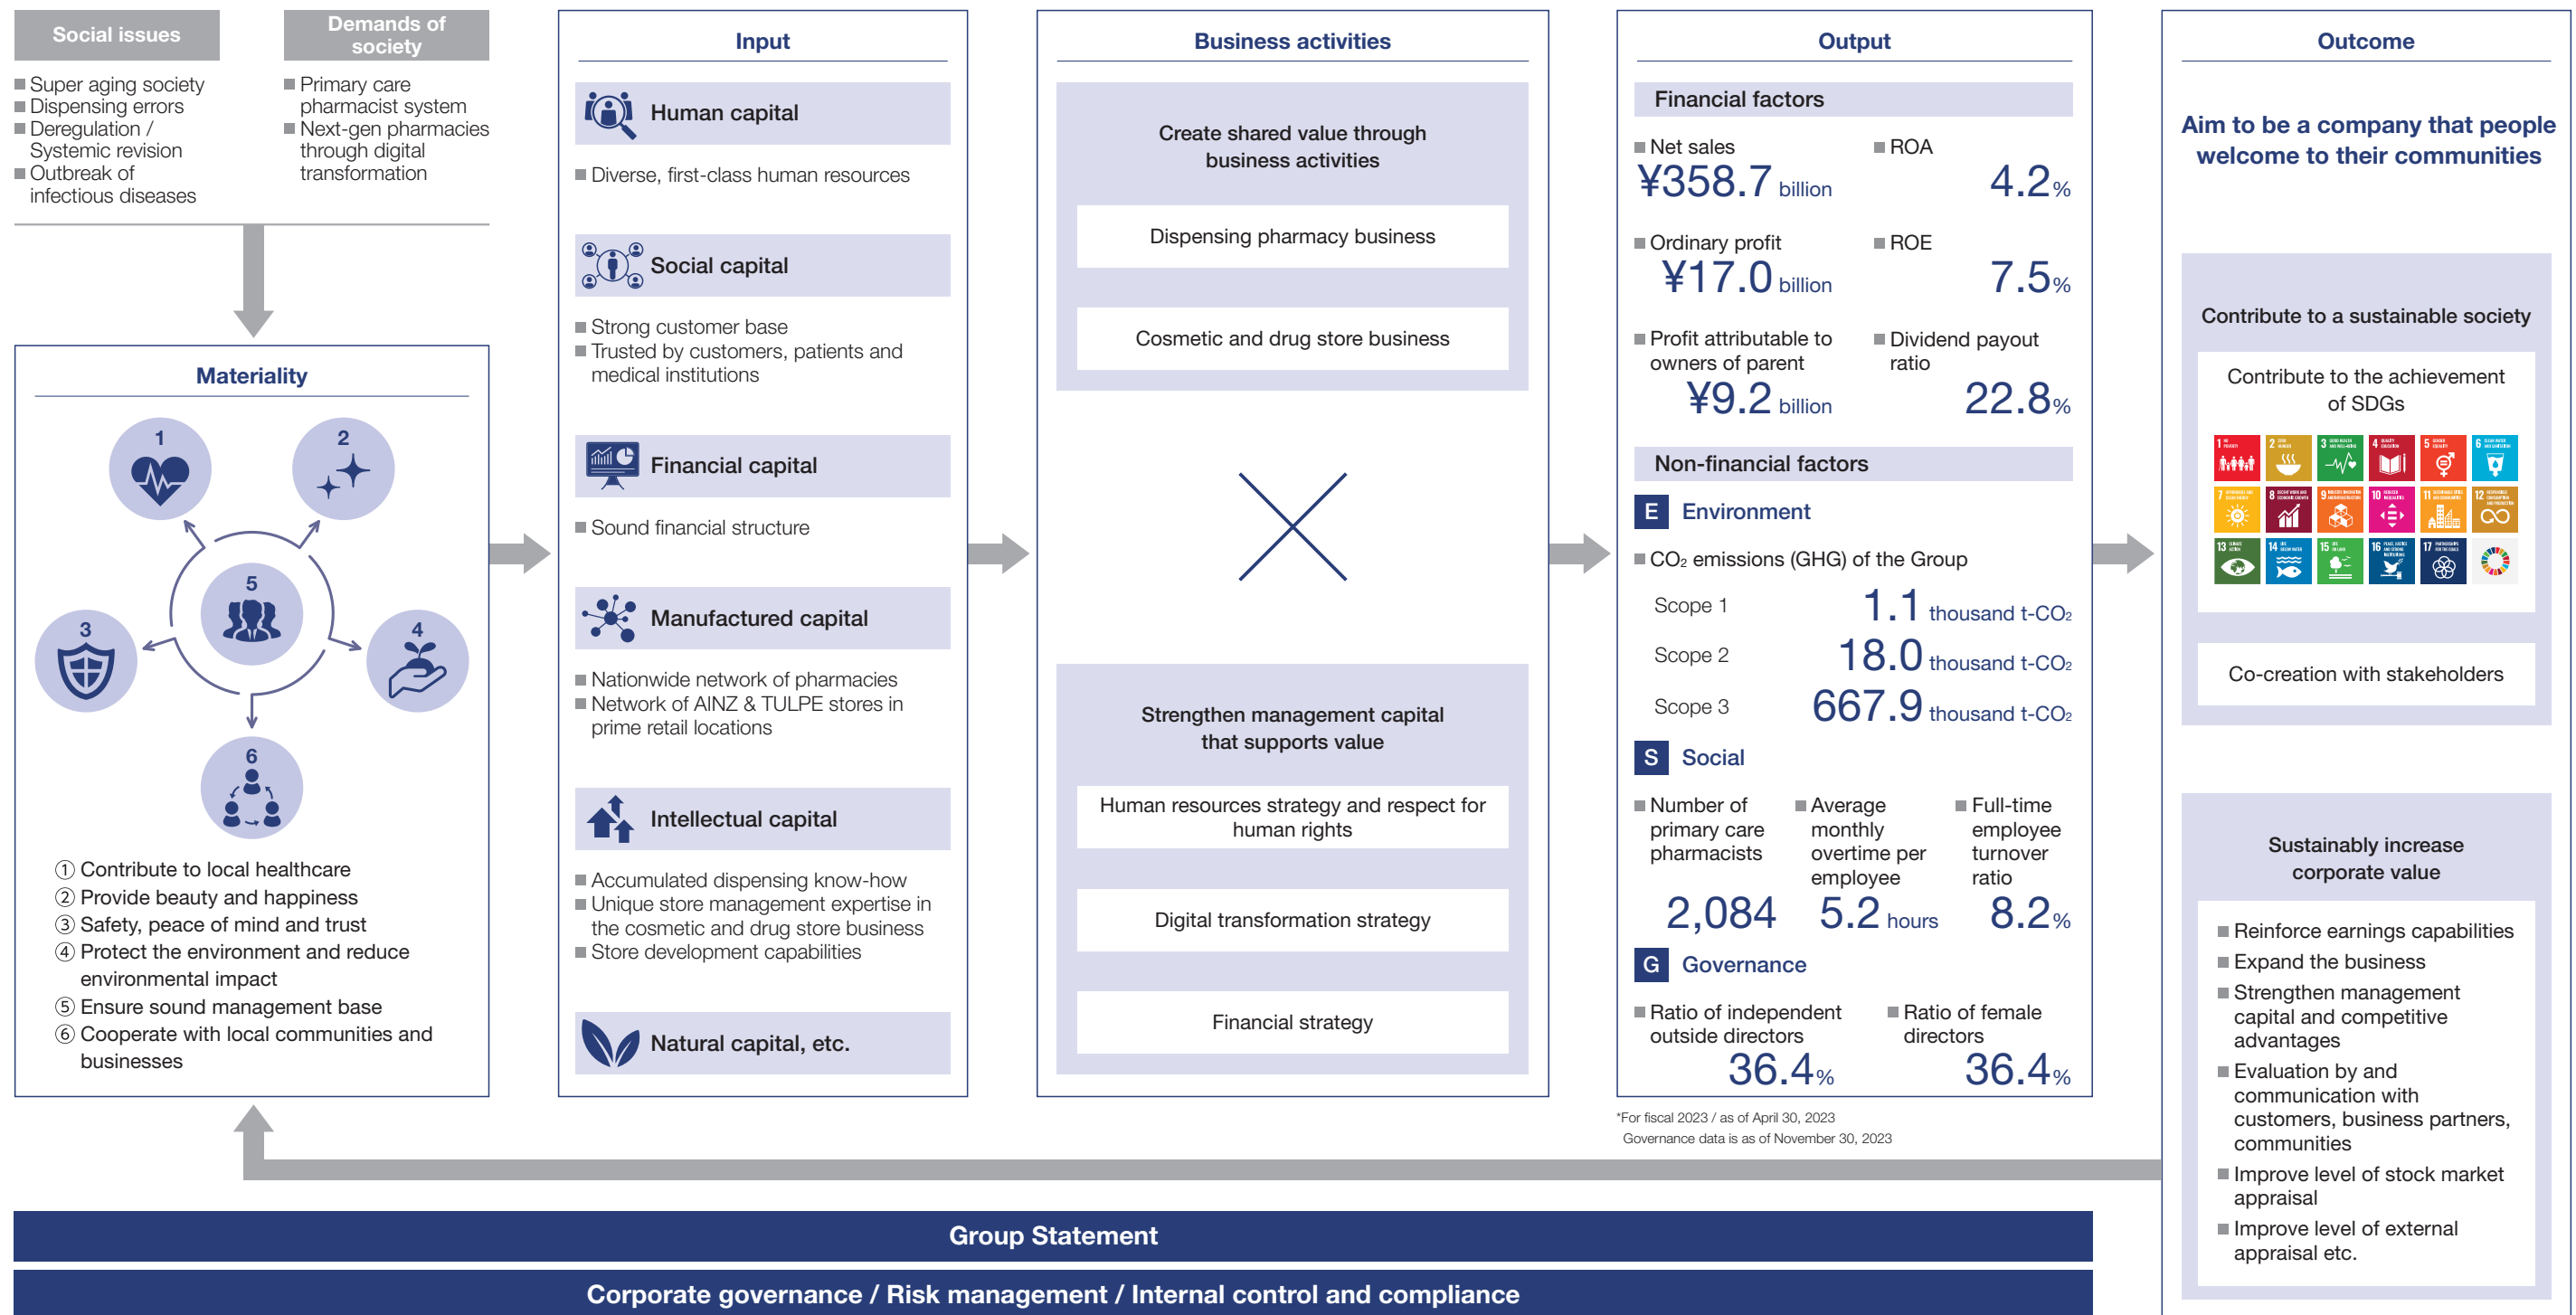 Social issues
Super aging society
Dispensing errors
Deregulation /
Systemic revision
Outbreak of
infectious diseases
Demands of
society
Primary care
pharmacist system
Next-gen pharmacies
through digital
transformation
Materiality
1
2
3
4
5
6
① Contribute to local healthcare
② Provide beauty and happiness
③ Safety, peace of mind and trust
④ Protect the environment and reduce
environmental impact
⑤ Ensure sound management base
⑥ Cooperate with local communities and
businesses
Input
Human capital
Diverse, first-class human resources
Social capital
Strong customer base
Trusted by customers, patients and
medical institutions
Financial capital
Sound financial structure
Manufactured capital
Nationwide network of pharmacies
Network of AINZ & TULPE stores in
prime retail locations
Intellectual capital
Accumulated dispensing know-how
Unique store management expertise in
the cosmetic and drug store business
Store development capabilities
Natural capital, etc.
Business activities
Create shared value through
business activities
Dispensing pharmacy business
Cosmetic and drug store business
Strengthen management capital
that supports value
Human resources strategy and respect for
human rights
Digital transformation strategy
Financial strategy
Output
Financial factors
Net sales
¥358.7 billion
ROA
4.2%
Ordinary profit
¥17.0 billion
ROE
7.5%
Profit attributable to
owners of parent
¥9.2 billion
Dividend payout
ratio
22.8%
Non-financial factors
E Environment
CO₂ emissions (GHG) of the Group
Scope 1 1.1 thousand t-CO₂
Scope 2 18.0 thousand t-CO₂
Scope 3 667.9 thousand t-CO₂
S Social
Number of
primary care
pharmacists
2,084
Average
monthly
overtime per
employee
5.2 hours
Full-time
employee
turnover
ratio
8.2%
G Governance
Ratio of independent
outside directors
36.4%
Ratio of female
directors
36.4%
*For fiscal 2023 / as of April 30, 2023
Governance data is as of November 30, 2023
Outcome
Aim to be a company that people
welcome to their communities
Contribute to a sustainable society
Contribute to the achievement
of SDGs
1
2
3
4
5
6
7
8
9
10
11
12
13
14
15
16
17
Co-creation with stakeholders
Sustainably increase
corporate value
Reinforce earnings capabilities
Expand the business
Strengthen management
capital and competitive
advantages
Evaluation by and
communication with
customers, business partners,
communities
Improve level of stock market
appraisal
Improve level of external
appraisal etc.
Group Statement
Corporate governance / Risk management / Internal control and compliance